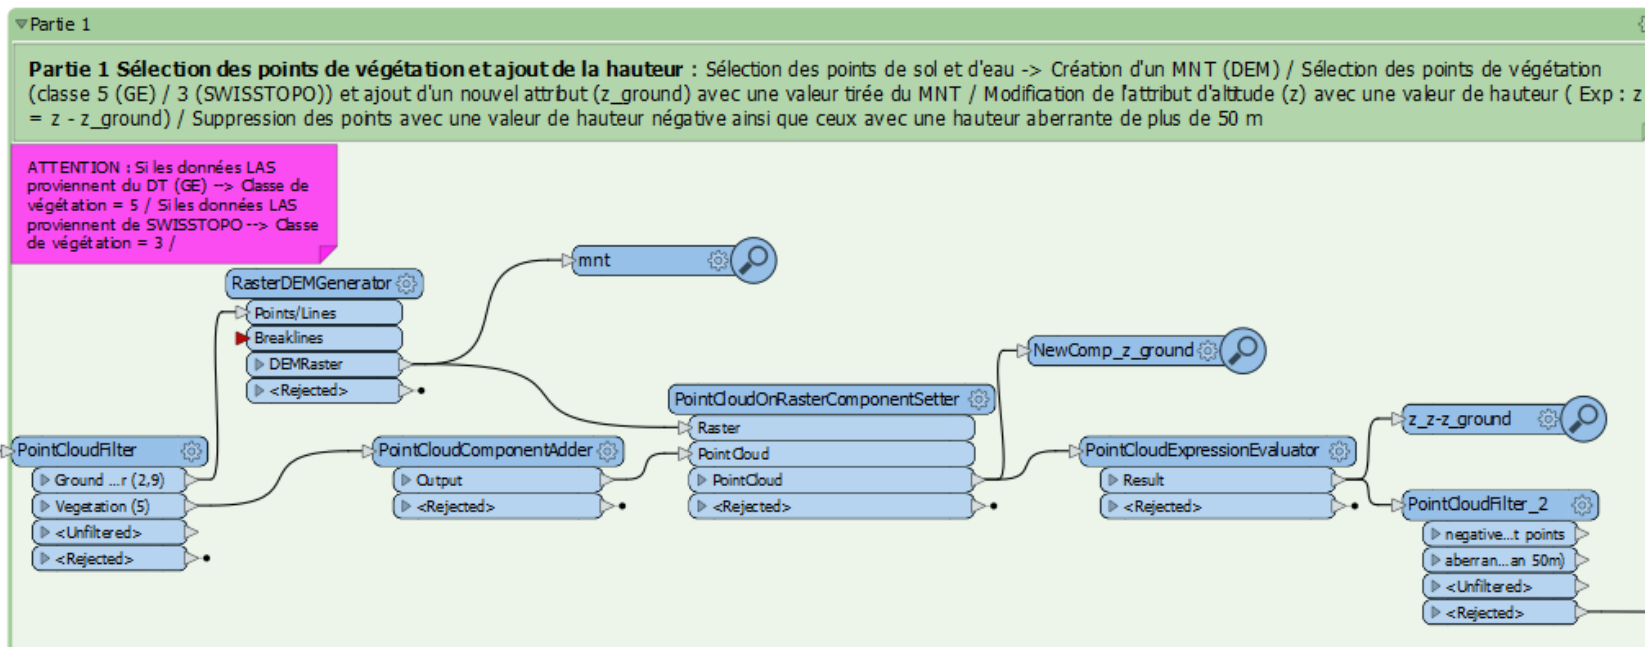 Partie 1
Partie 1 Sélection des points de végétation et ajout de la hauteur : Sélection des points de sol et d'eau -> Création d'un MNT (DEM) / Sélection des points de végétation
(classe 5 (GE) / 3 (SWISSTOPO)) et ajout d'un nouvel attribut (z_ground) avec une valeur tirée du MNT / Modification de l'attribut d'altitude (z) avec une valeur de hauteur ( Exp : z
= z - z_ground) / Suppression des points avec une valeur de hauteur négative ainsi que ceux avec une hauteur aberrante de plus de 50 m
ATTENTION : Si les données LAS
proviennent du DT (GE) --> Classe de
végétation = 5 / Si les données LAS
proviennent de SWISSTOPO --> Classe
de végétation = 3 /
mnt
RasterDEMGenerator
Points/Lines
Breaklines
DEMRaster
<Rejected>
NewComp_z_ground
PointCloudOnRasterComponentSetter
Raster
PointCloud
PointCloud
<Rejected>
z_z-z_ground
PointCloudFilter
Ground ...r (2,9)
Vegetation (5)
<Unfiltered>
<Rejected>
PointCloudComponentAdder
Output
<Rejected>
PointCloudExpressionEvaluator
Result
<Rejected>
PointCloudFilter_2
negative...t points
aberran...an 50m)
<Unfiltered>
<Rejected>